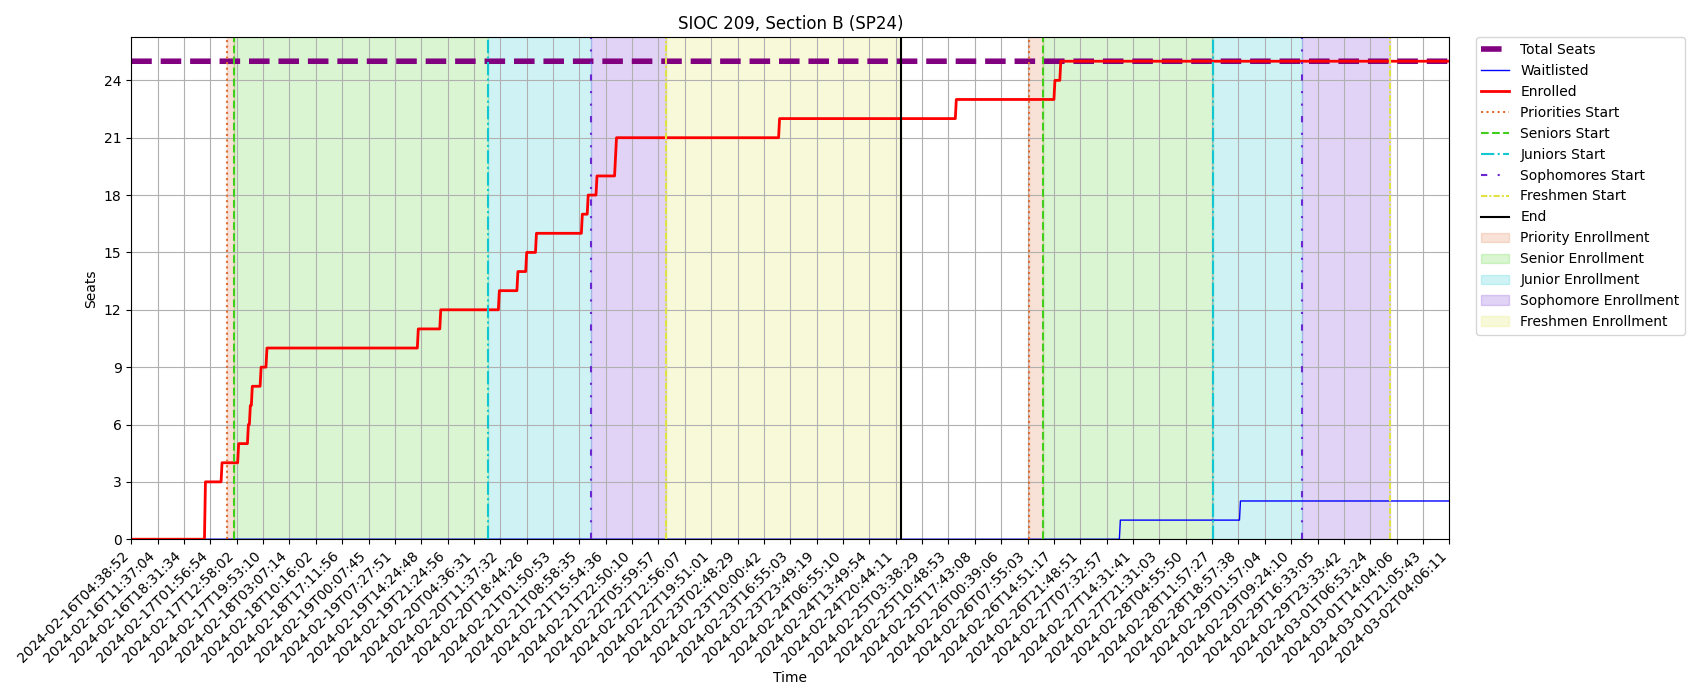 SIOC 209, Section B (SP24)
Total Seats
Waitlisted
Enrolled
Priorities Start
Seniors Start
Juniors Start
Sophomores Start
Freshmen Start
End
Priority Enrollment
Senior Enrollment
Junior Enrollment
Sophomore Enrollment
Freshmen Enrollment
Seats
24
21
18
15
12
9
6
3
0
2024-02-16T04:38:52
2024-02-16T11:37:04
2024-02-16T18:31:34
2024-02-17T01:56:54
2024-02-17T12:58:02
2024-02-17T19:53:10
2024-02-18T03:07:14
2024-02-18T10:16:02
2024-02-18T17:11:56
2024-02-19T00:07:45
2024-02-19T07:27:51
2024-02-19T14:24:48
2024-02-19T21:24:56
2024-02-20T04:36:31
2024-02-20T11:37:32
2024-02-20T18:44:26
2024-02-21T01:50:53
2024-02-21T08:58:35
2024-02-21T15:54:36
2024-02-21T22:50:10
2024-02-22T05:59:57
2024-02-22T12:56:07
2024-02-22T19:51:01
2024-02-23T02:48:29
2024-02-23T10:00:42
2024-02-23T16:55:03
2024-02-23T23:49:19
2024-02-24T06:55:10
2024-02-24T13:49:54
2024-02-24T20:44:11
2024-02-25T03:38:29
2024-02-25T10:48:53
2024-02-25T17:43:08
2024-02-26T00:39:06
2024-02-26T07:55:03
2024-02-26T14:51:17
2024-02-26T21:48:51
2024-02-27T07:32:57
2024-02-27T14:31:41
2024-02-27T21:31:03
2024-02-28T04:55:50
2024-02-28T11:57:27
2024-02-28T18:57:38
2024-02-29T01:57:04
2024-02-29T09:24:10
2024-02-29T16:33:05
2024-02-29T23:33:42
2024-03-01T06:53:24
2024-03-01T14:04:06
2024-03-01T21:05:43
2024-03-02T04:06:11
Time